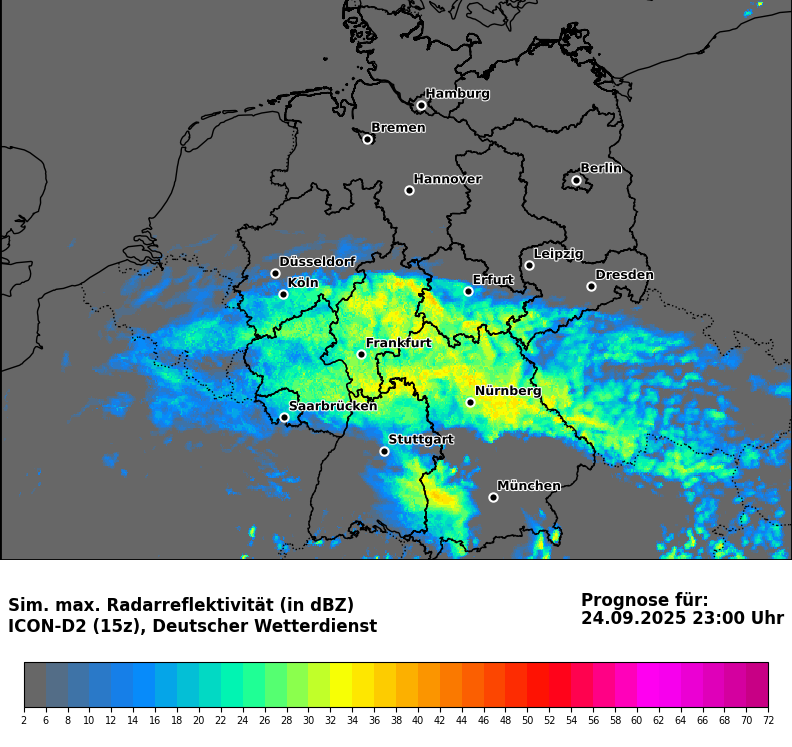 Hamburg
Bremen
Berlin
Hannover
Leipzig
Düsseldorf
Dresden
Köln
Erfurt
Frankfurt
Nürnberg
Saarbrücken
Stuttgart
München
Sim. max. Radarreflektivität (in dBZ)
ICON-D2 (15z), Deutscher Wetterdienst
Prognose für:
24.09.2025 23:00 Uhr
2 6 8 10 12 14 16 18 20 22 24 26 28 30 32 34 36 38 40 42 44 46 48 50 52 54 56 58 60 62 64 66 68 70 72